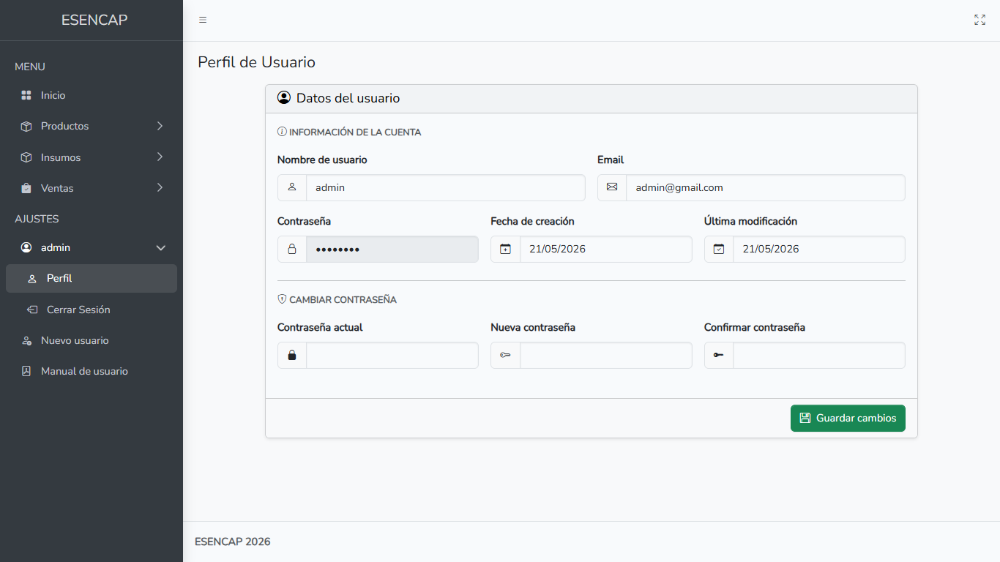 ESENCAP
MENU
Inicio
Productos
Insumos
Ventas
AJUSTES
admin
Perfil
Cerrar Sesión
Nuevo usuario
Manual de usuario
Perfil de Usuario
Datos del usuario
INFORMACIÓN DE LA CUENTA
Nombre de usuario Email
admin admin@gmail.com
Contraseña Fecha de creación Última modificación
•••••••• 21/05/2026 21/05/2026
CAMBIAR CONTRASEÑA
Contraseña actual Nueva contraseña Confirmar contraseña
Guardar cambios
ESENCAP 2026